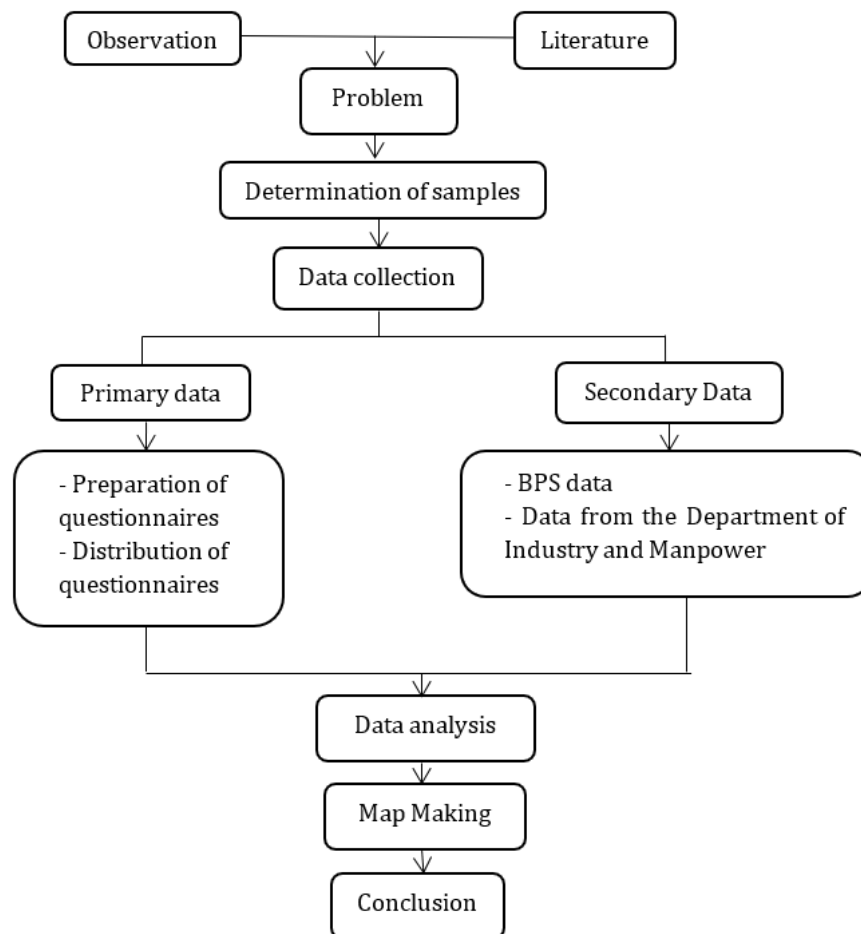 Observation
Literature
Problem
Determination of samples
Data collection
Primary data
Secondary Data
- Preparation of
questionnaires
- Distribution of
questionnaires
- BPS data
- Data from the Department of
Industry and Manpower
Data analysis
Map Making
Conclusion